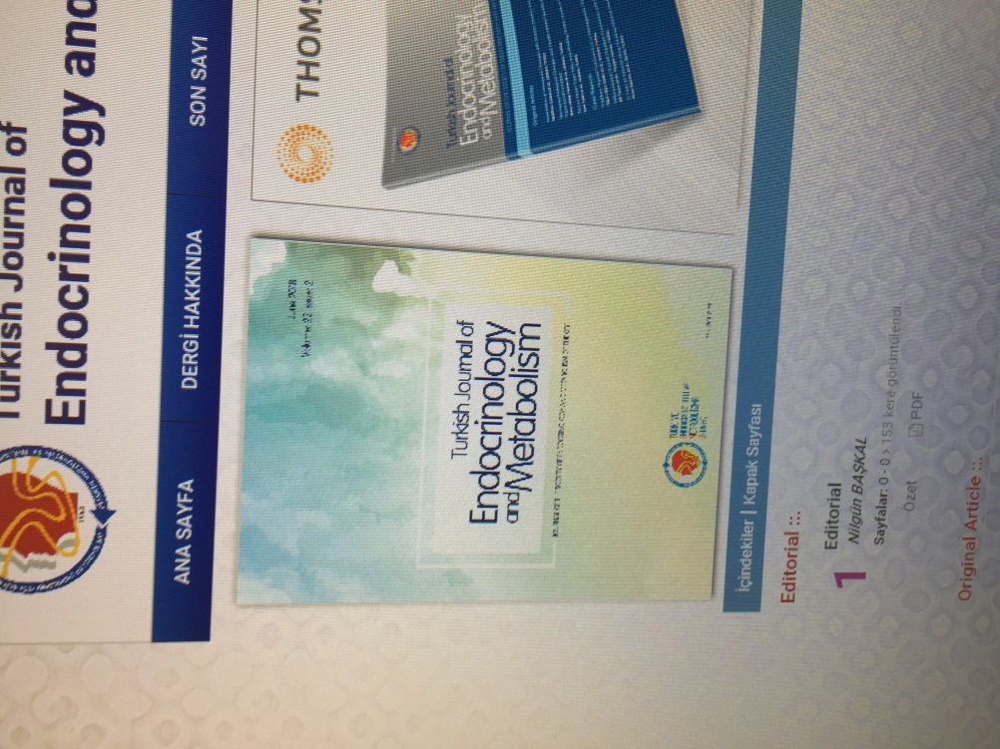 Turkish Journal of
Endocrinology and
ANA SAYFA
DERGİ HAKKINDA
SON SAYI
June 2018
Volume: 22 Issue: 2
Turkish Journal of
Endocrinology
and Metabolism
THOMS
Turkish Journal of
Endocrinology
and Metabolism
İçindekiler | Kapak Sayfası
Editorial ::.
1
Editorial
Nilgün BAŞKAL
Sayfalar: 0 - 0 > 153 kere görüntülendi
Özet
PDF
Original Article ::.